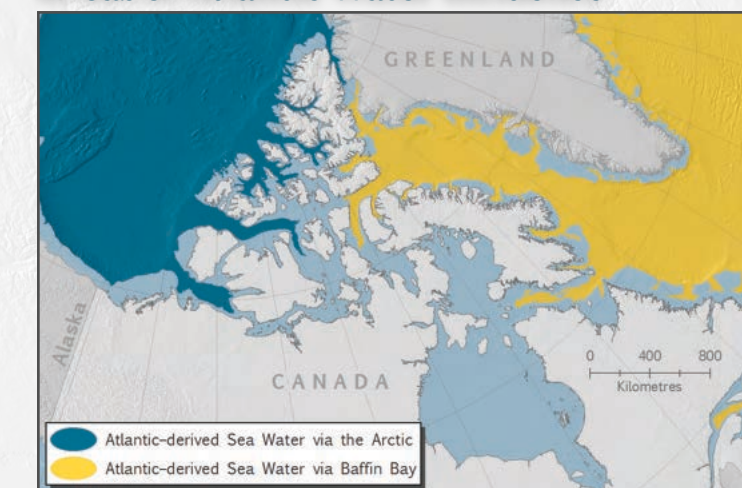 GREENLAND
Alaska
CANADA
0 400 800
Kilometres
Atlantic-derived Sea Water via the Arctic
Atlantic-derived Sea Water via Baffin Bay